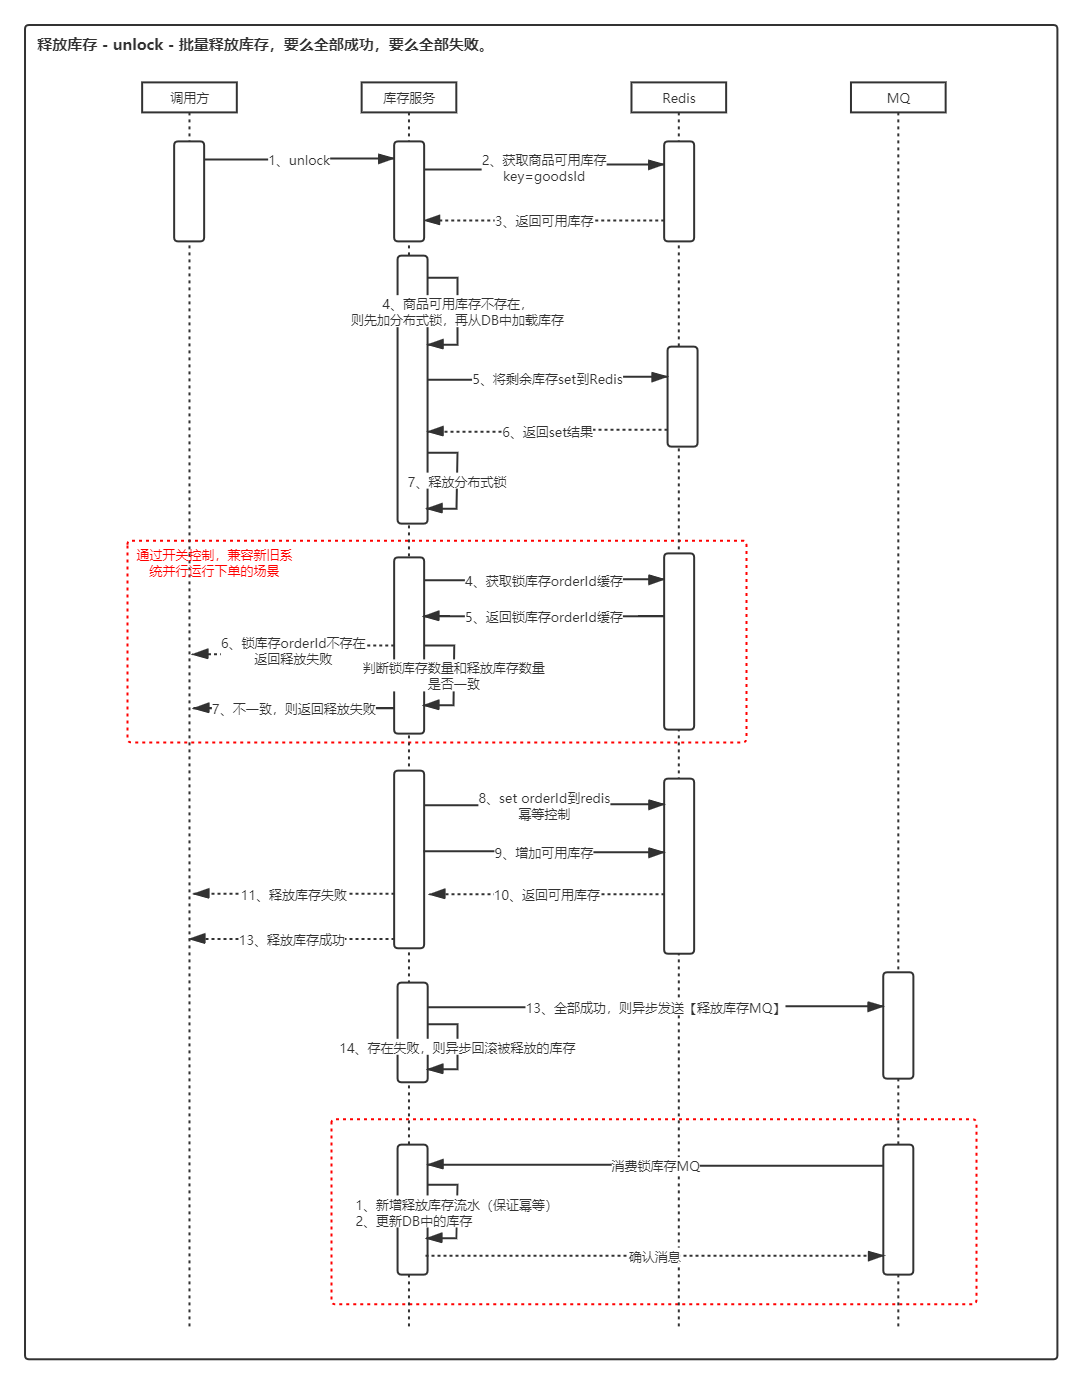 释放库存 - unlock - 批量释放库存，要么全部成功，要么全部失败。
调用方
库存服务
Redis
MQ
1、unlock
2、获取商品可用库存
key=goodsId
3、返回可用库存
4、商品可用库存不存在，
则先加分布式锁，再从DB中加载库存
5、将剩余库存set到Redis
6、返回set结果
7、释放分布式锁
通过开关控制，兼容新旧系
统并行运行下单的场景
4、获取锁库存orderId缓存
5、返回锁库存orderId缓存
6、锁库存orderId不存在
返回释放失败
判断锁库存数量和释放库存数量
是否一致
7、不一致，则返回释放失败
8、set orderId到redis
幂等控制
9、增加可用库存
11、释放库存失败
10、返回可用库存
13、释放库存成功
13、全部成功，则异步发送【释放库存MQ】
14、存在失败，则异步回滚被释放的库存
消费锁库存MQ
1、新增释放库存流水（保证幂等）
2、更新DB中的库存
确认消息